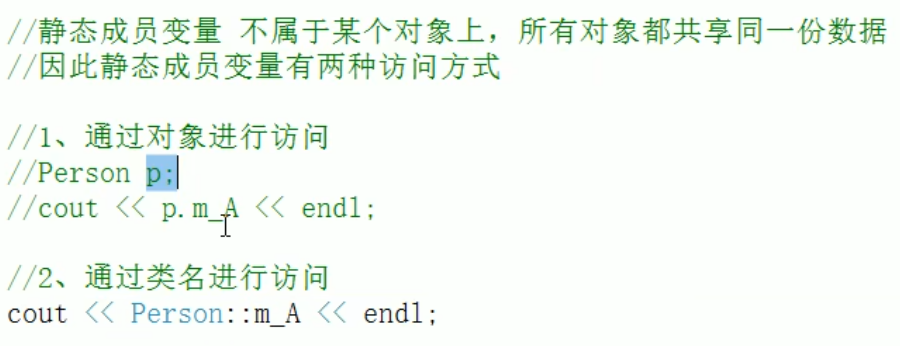 //静态成员变量 不属于某个对象上，所有对象都共享同一份数据
//因此静态成员变量有两种访问方式
//1、通过对象进行访问
//Person p;
//cout << p.m_A << endl;
//2、通过类名进行访问
cout << Person::m_A << endl;